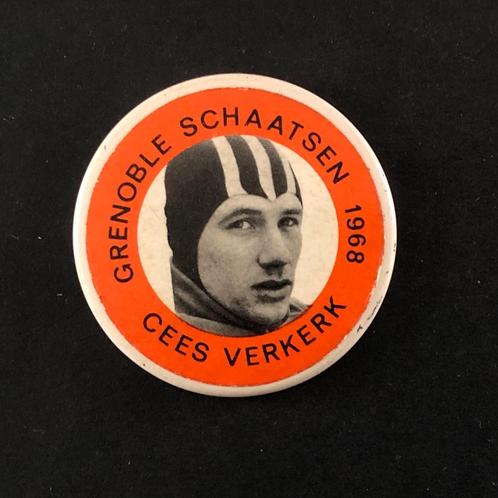 GRENOBLE SCHAATSEN 1968
CEES VERKERK